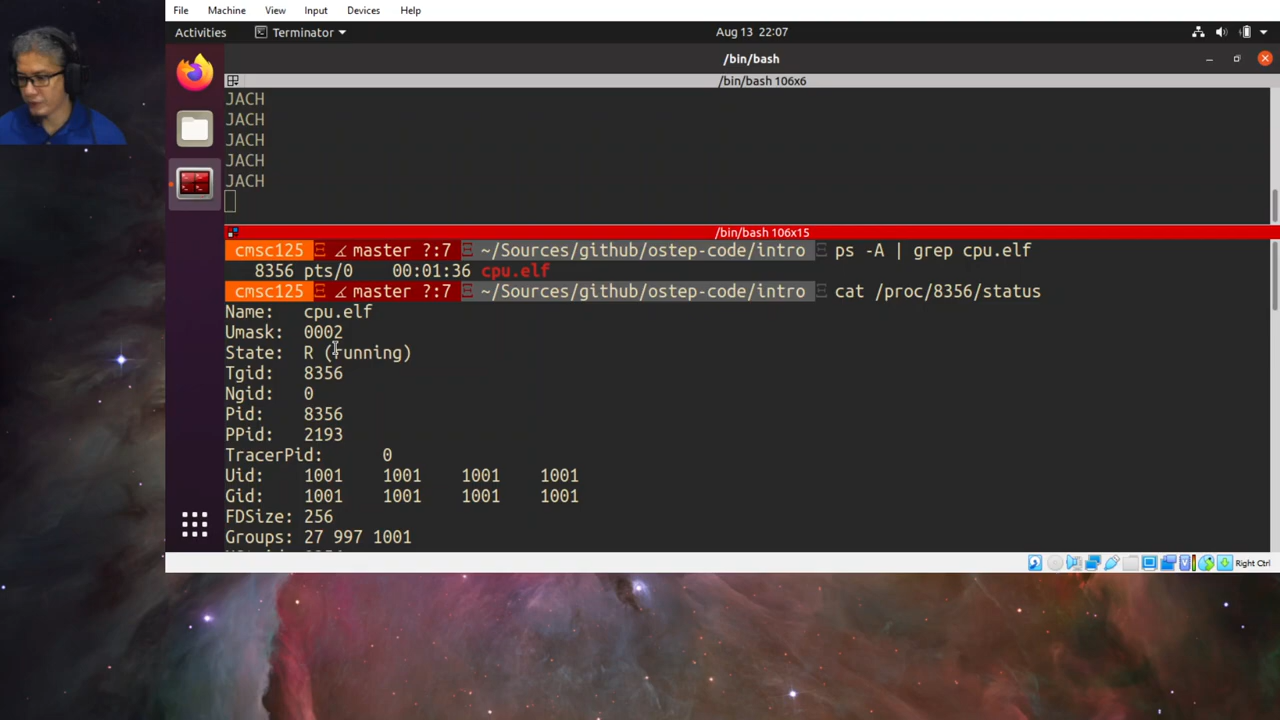 File Machine View Input Devices Help
Activities Terminator Aug 13 22:07
/bin/bash
/bin/bash 106x6
JACH
JACH
JACH
JACH
JACH
/bin/bash 106x15
cmsc125 master ?:7 ~/Sources/github/ostep-code/intro ps -A | grep cpu.elf
8356 pts/0 00:01:36 cpu.elf
cmsc125 master ?:7 ~/Sources/github/ostep-code/intro cat /proc/8356/status
Name: cpu.elf
Umask: 0002
State: R (running)
Tgid: 8356
Ngid: 0
Pid: 8356
PPid: 2193
TracerPid: 0
Uid: 1001 1001 1001 1001
Gid: 1001 1001 1001 1001
FDSize: 256
Groups: 27 997 1001
Right Ctrl